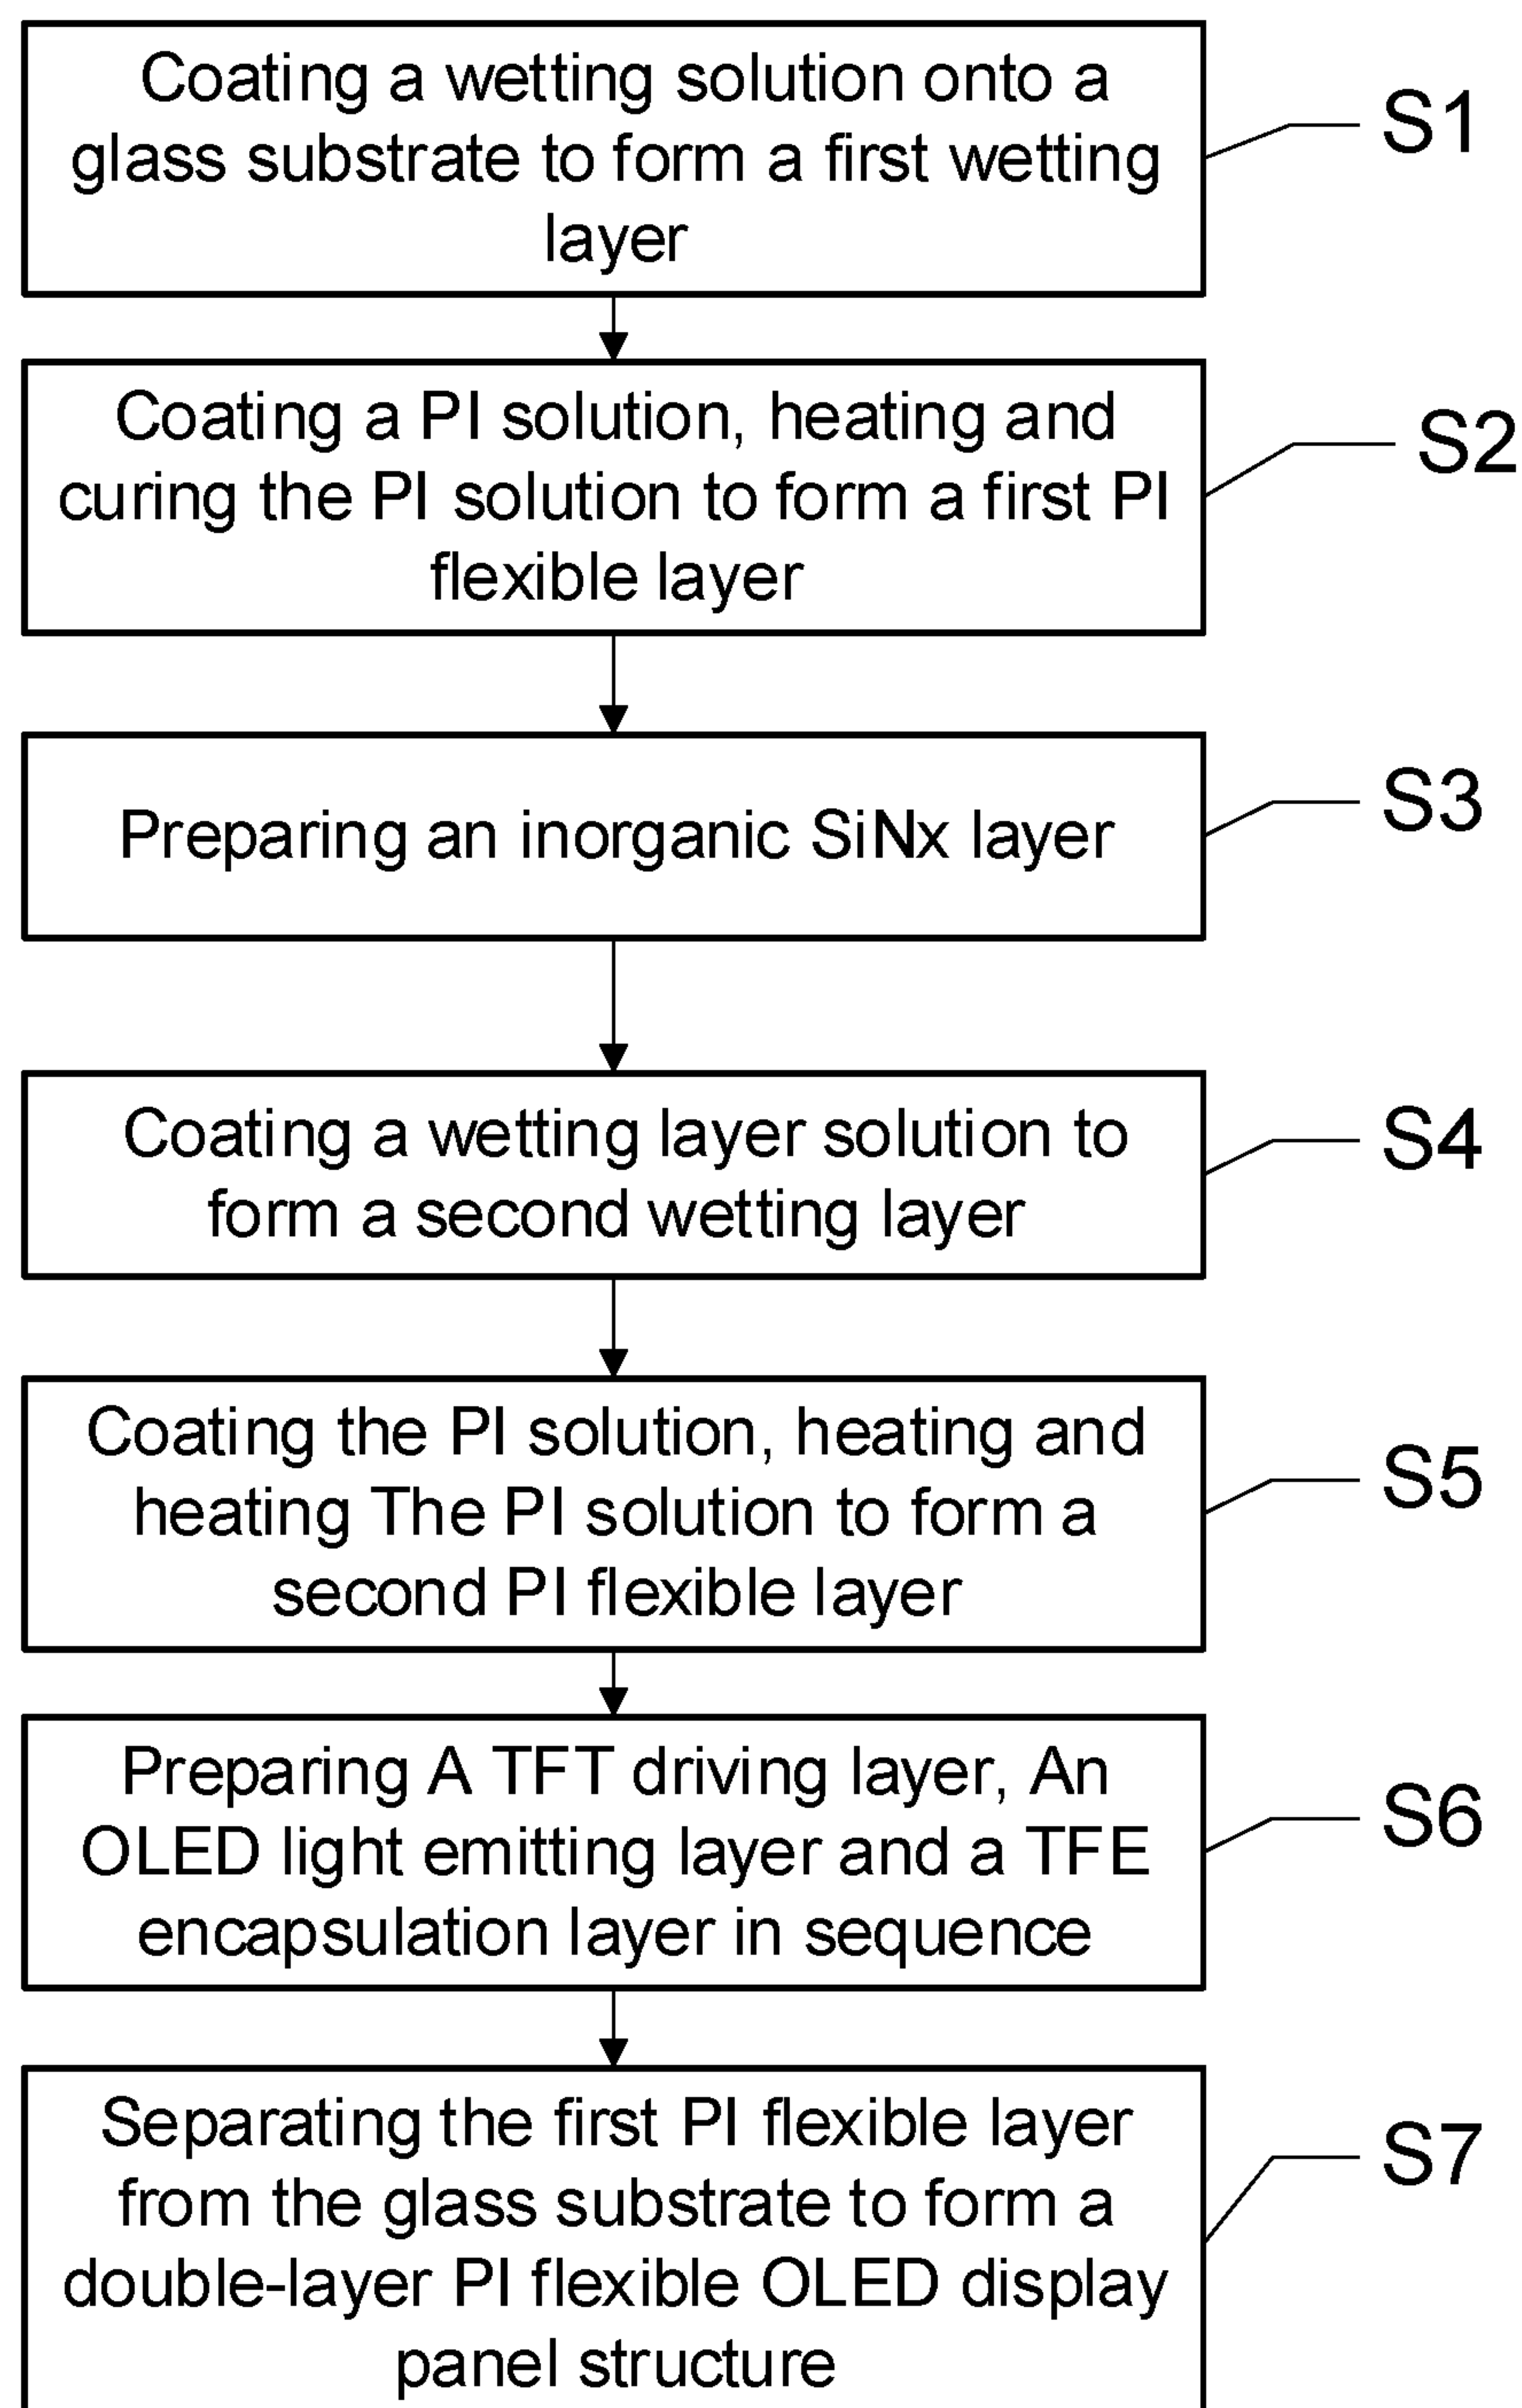 Coating a wetting solution onto a
glass substrate to form a first wetting
layer
S1
Coating a PI solution, heating and
curing the PI solution to form a first PI
flexible layer
S2
Preparing an inorganic SiNx layer
S3
Coating a wetting layer solution to
form a second wetting layer
S4
Coating the PI solution, heating and
heating The PI solution to form a
second PI flexible layer
S5
Preparing A TFT driving layer, An
OLED light emitting layer and a TFE
encapsulation layer in sequence
S6
Separating the first PI flexible layer
from the glass substrate to form a
double-layer PI flexible OLED display
panel structure
S7